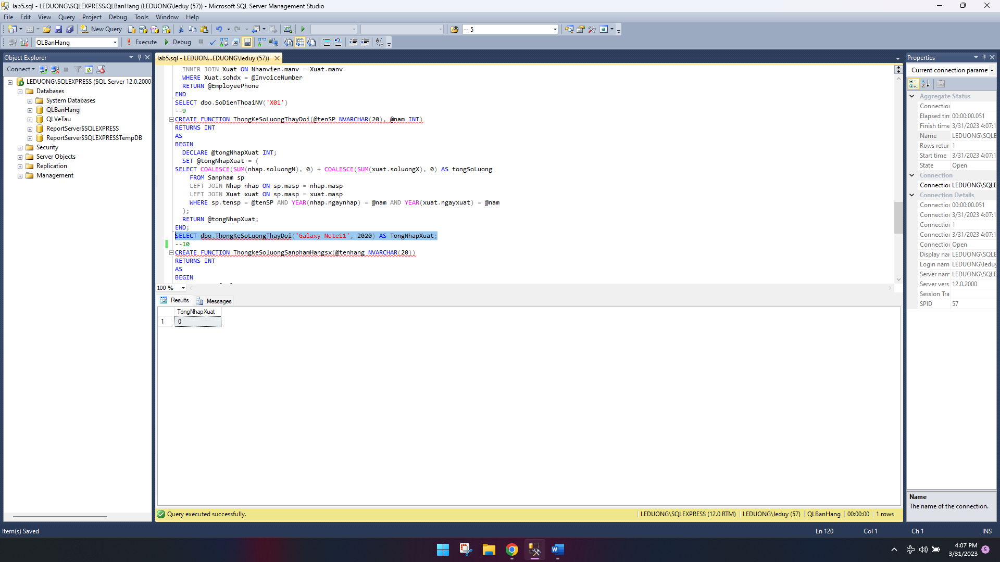 lab5.sql - LEDUONG\SQLEXPRESS.QLBanHang (LEDUONG\leduy (57)) - Microsoft SQL Server Management Studio
File Edit View Query Project Debug Tools Window Help
New Query -- 5
QLBanHang Execute Debug
Object Explorer
Connect
LEDUONG\SQLEXPRESS (SQL Server 12.0.2000
Databases
System Databases
QLBanHang
QLVeTau
ReportServer$SQLEXPRESS
ReportServer$SQLEXPRESSTempDB
Security
Server Objects
Replication
Management
lab5.sql - LEDUON...EDUONG\leduy (57))
INNER JOIN Xuat ON Nhanvien.manv = Xuat.manv
WHERE Xuat.sohdx = @InvoiceNumber
RETURN @EmployeePhone
END
SELECT dbo.SoDienThoaiNV('X01')
--9
CREATE FUNCTION ThongKeSoLuongThayDoi(@tenSP NVARCHAR(20), @nam INT)
RETURNS INT
AS
BEGIN
DECLARE @tongNhapXuat INT;
SET @tongNhapXuat = (
SELECT COALESCE(SUM(nhap.soluongN), 0) + COALESCE(SUM(xuat.soluongX), 0) AS tongSoLuong
FROM Sanpham sp
LEFT JOIN Nhap nhap ON sp.masp = nhap.masp
LEFT JOIN Xuat xuat ON sp.masp = xuat.masp
WHERE sp.tensp = @tenSP AND YEAR(nhap.ngaynhap) = @nam AND YEAR(xuat.ngayxuat) = @nam
);
RETURN @tongNhapXuat;
END;
SELECT dbo.ThongKeSoLuongThayDoi('Galaxy Note11', 2020) AS TongNhapXuat;
--10
CREATE FUNCTION ThongkeSoluongSanphamHangsx(@tenhang NVARCHAR(20))
RETURNS INT
AS
BEGIN
100 %
Results Messages
TongNhapXuat
1 0
Query executed successfully. LEDUONG\SQLEXPRESS (12.0 RTM) LEDUONG\leduy (57) QLBanHang 00:00:00 1 rows
Properties
Current connection parame
Aggregate Status
Connection
Elapsed tim 00:00:00.051
Finish time 3/31/2023 4:07:1
Name LEDUONG\SQLE
Rows retur 1
Start time 3/31/2023 4:07:1
State Open
Connection
Connection LEDUONG\SQLE
Connection Details
Connection 00:00:00.051
Connection 3/31/2023 4:07:1
Connection 1
Connection 3/31/2023 4:07:1
Connection Open
Display nar LEDUONG\SQLE
Login nam LEDUONG\leduy
Server nam LEDUONG\SQLE
Server vers 12.0.2000
Session Tra
SPID 57
Name
The name of the connection.
Item(s) Saved Ln 120 Col 1 Ch 1 INS
4:07 PM
3/31/2023 5